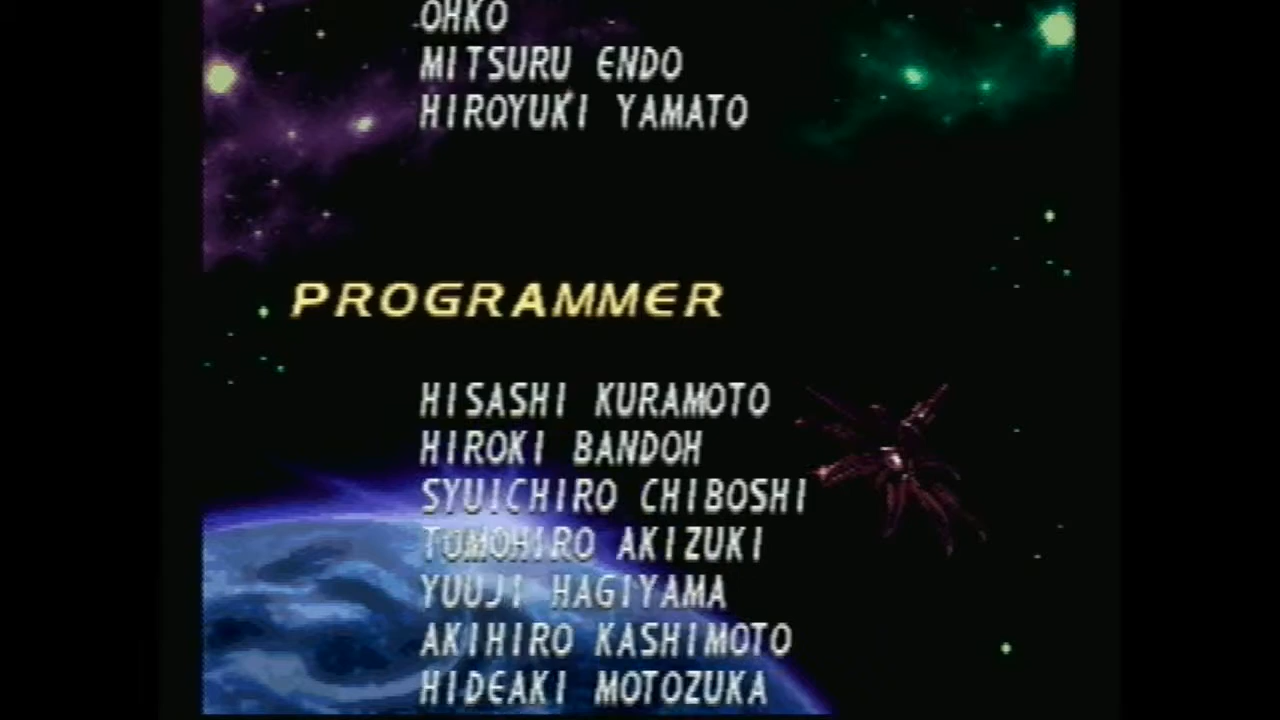 OHKO
MITSURU ENDO
HIROYUKI YAMATO
PROGRAMMER
HISASHI KURAMOTO
HIROKI BANDOH
SYUICHIRO CHIBOSHI
TOMOHIRO AKIZUKI
YUUJI HAGIYAMA
AKIHIRO KASHIMOTO
HIDEAKI MOTOZUKA